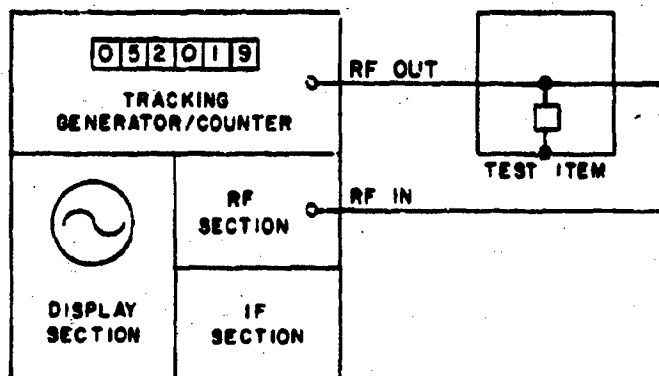 052019
RF OUT
TRACKING
GENERATOR/COUNTER
TEST ITEM
RF
SECTION
RF IN
DISPLAY
SECTION
IF
SECTION